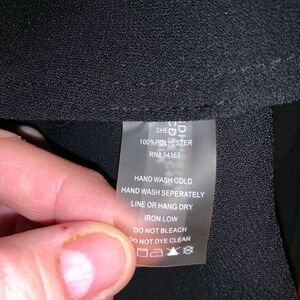 SHELL
100%POLYESTER
RN# 54163
HAND WASH COLD
HAND WASH SEPERATELY
LINE OR HANG DRY
IRON LOW
DO NOT BLEACH
DO NOT DYE CLEAN